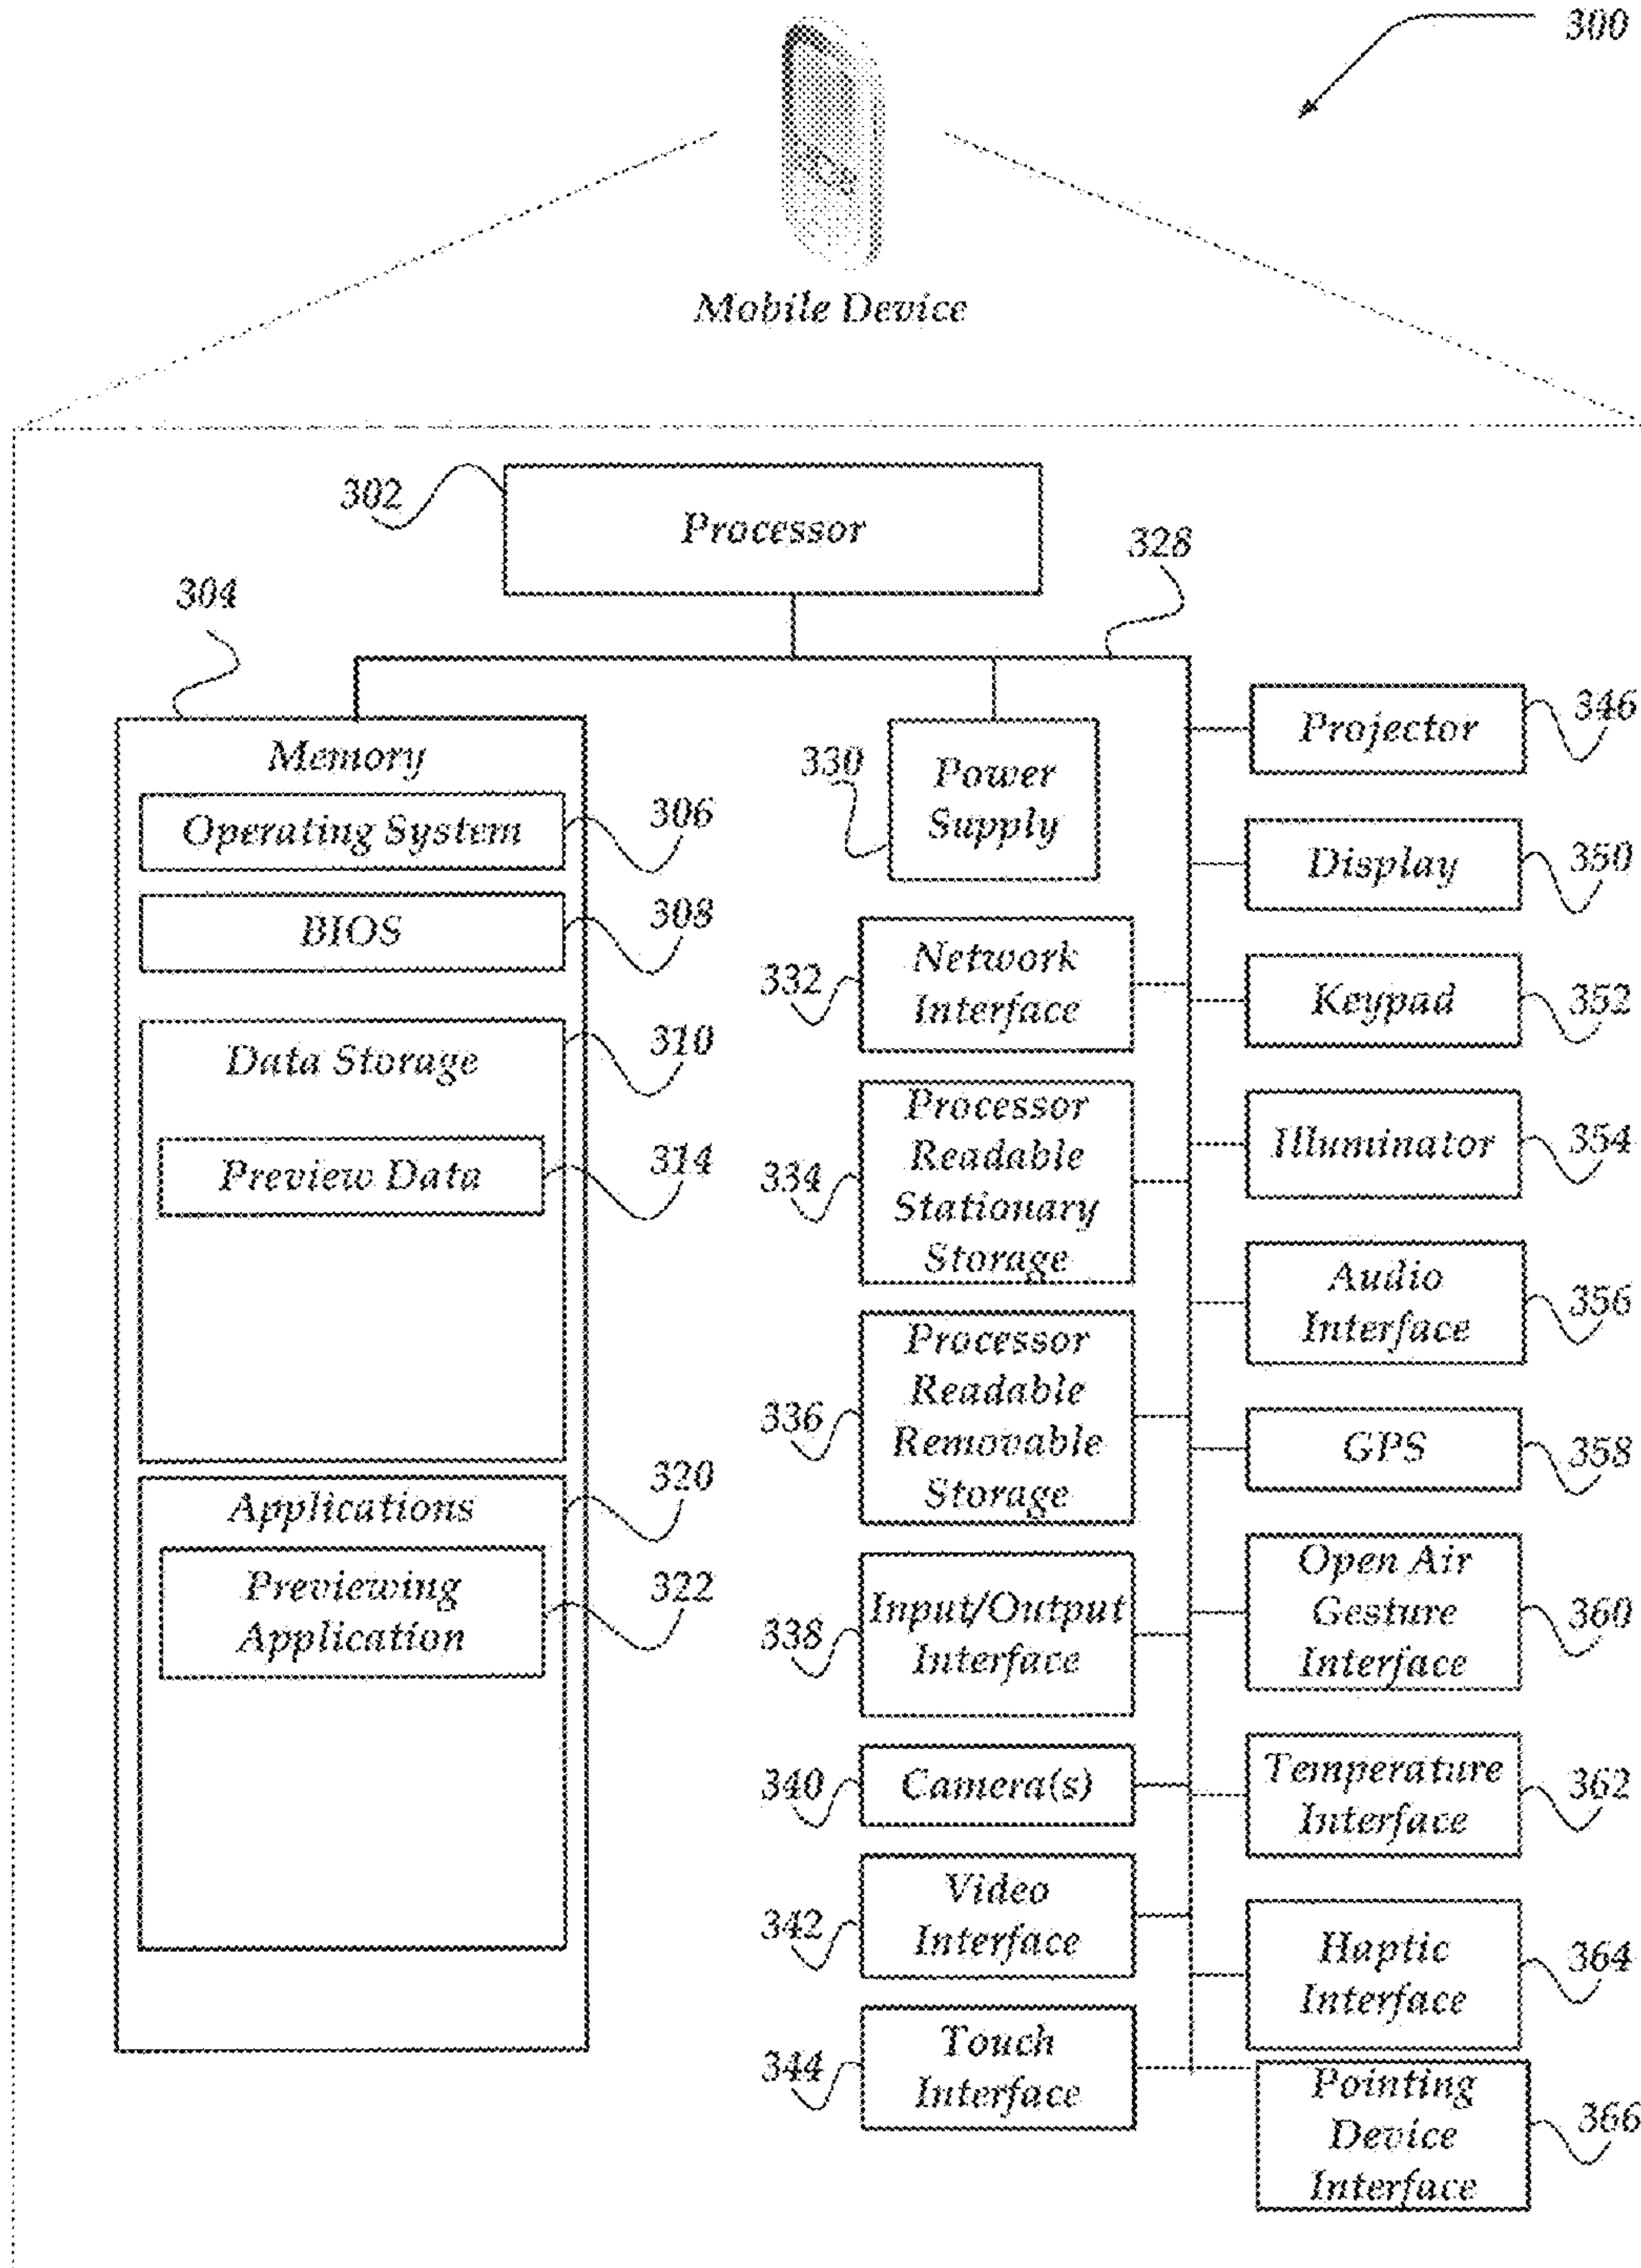 300
Mobile Device
302
Processor
328
304
Memory
Operating System
306
BIOS
308
Data Storage
310
Preview Data
314
Applications
320
Previewing
Application
322
330
Power
Supply
332
Network
Interface
334
Processor
Readable
Stationary
Storage
336
Processor
Readable
Removable
Storage
338
Input/Output
Interface
340
Camera(s)
342
Video
Interface
344
Touch
Interface
Projector
346
Display
350
Keypad
352
Illuminator
354
Audio
Interface
356
GPS
358
Open Air
Gesture
Interface
360
Temperature
Interface
362
Haptic
Interface
364
Pointing
Device
Interface
366